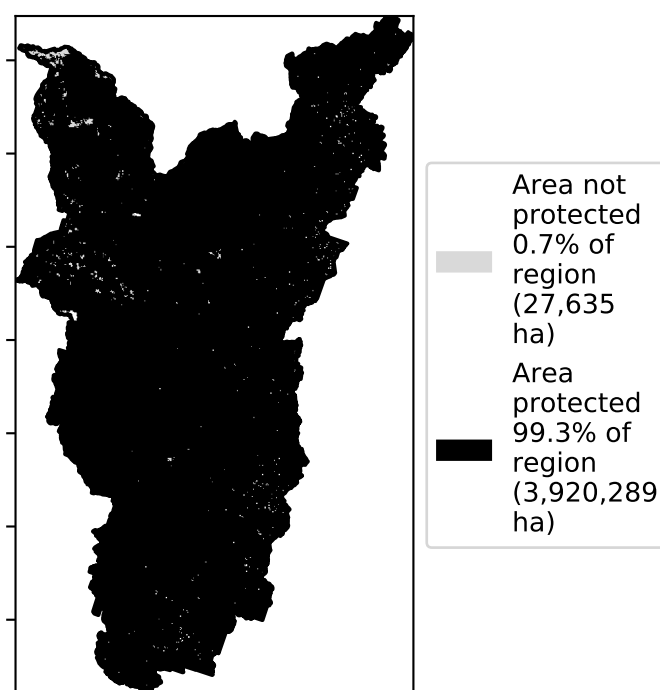 Area not
protected
0.7% of
region
(27,635
ha)
Area
protected
99.3% of
region
(3,920,289
ha)